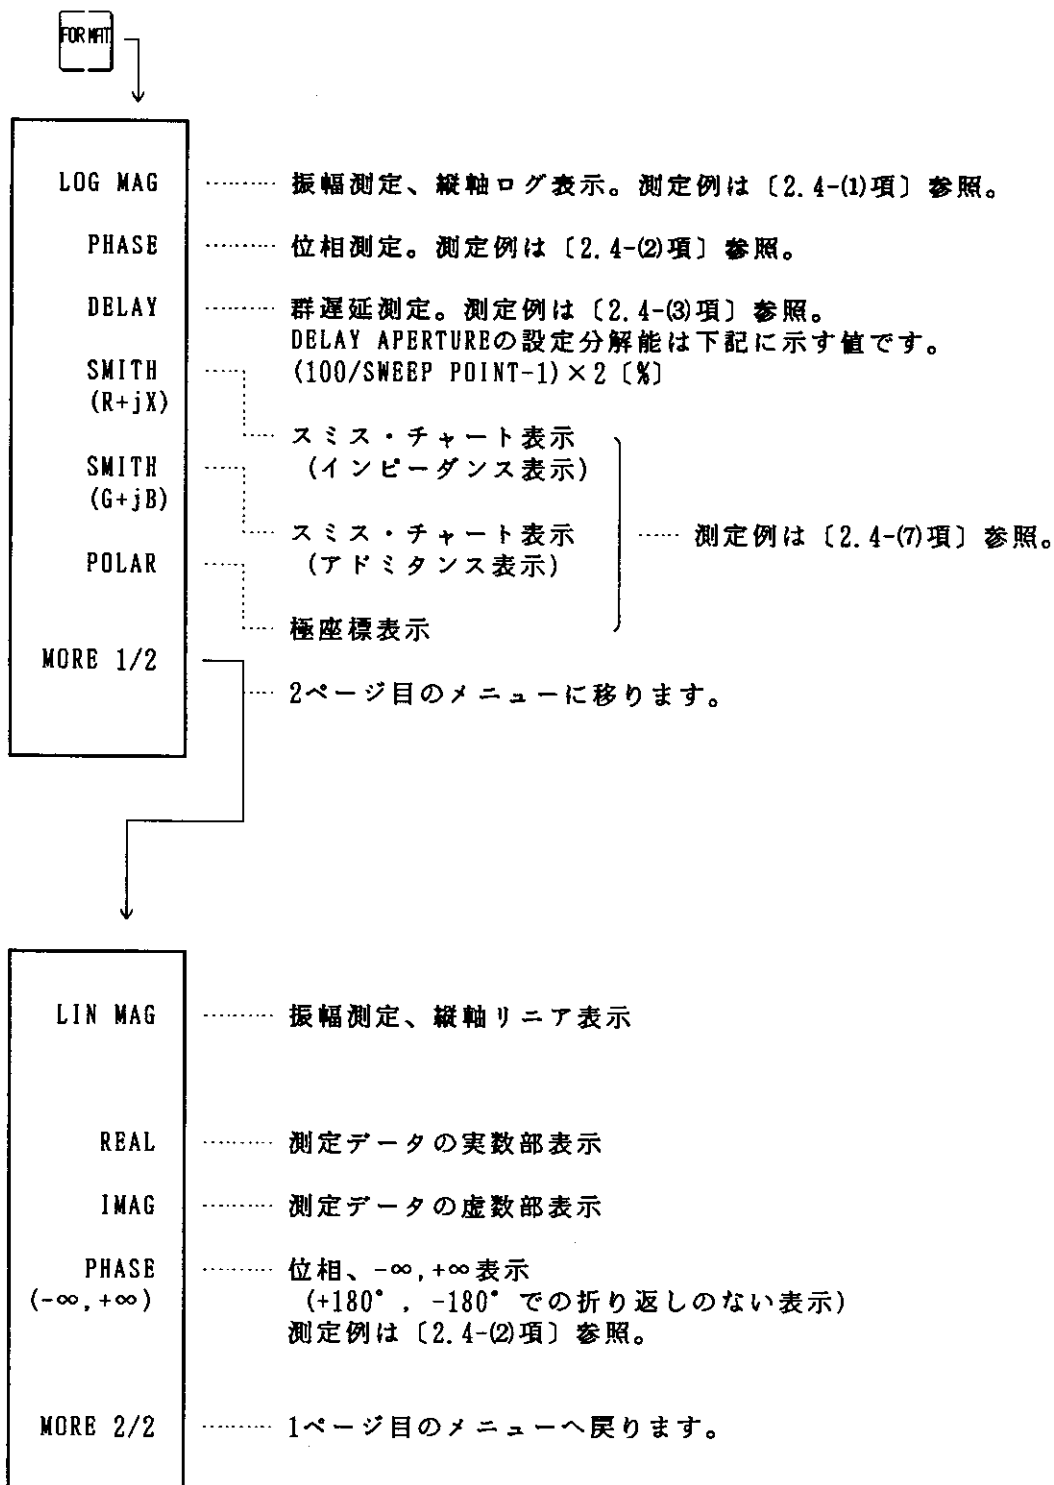 FORMAT
LOG MAG ……… 振幅測定、縦軸ログ表示。測定例は〔2.4-(1)項〕参照。
PHASE ……… 位相測定。測定例は〔2.4-(2)項〕参照。
DELAY ……… 群遅延測定。測定例は〔2.4-(3)項〕参照。
DELAY APERTUREの設定分解能は下記に示す値です。
(100/SWEEP POINT-1)×2〔%〕
SMITH
(R+jX)
スミス・チャート表示
(インピーダンス表示)
SMITH
(G+jB)
スミス・チャート表示
(アドミタンス表示)
…… 測定例は〔2.4-(7)項〕参照。
POLAR
極座標表示
MORE 1/2
2ページ目のメニューに移ります。
LIN MAG ……… 振幅測定、縦軸リニア表示
REAL ……… 測定データの実数部表示
IMAG ……… 測定データの虚数部表示
PHASE ……… 位相、-∞,+∞表示
(-∞,+∞)
(+180°, -180° での折り返しのない表示)
測定例は〔2.4-(2)項〕参照。
MORE 2/2 ……… 1ページ目のメニューへ戻ります。